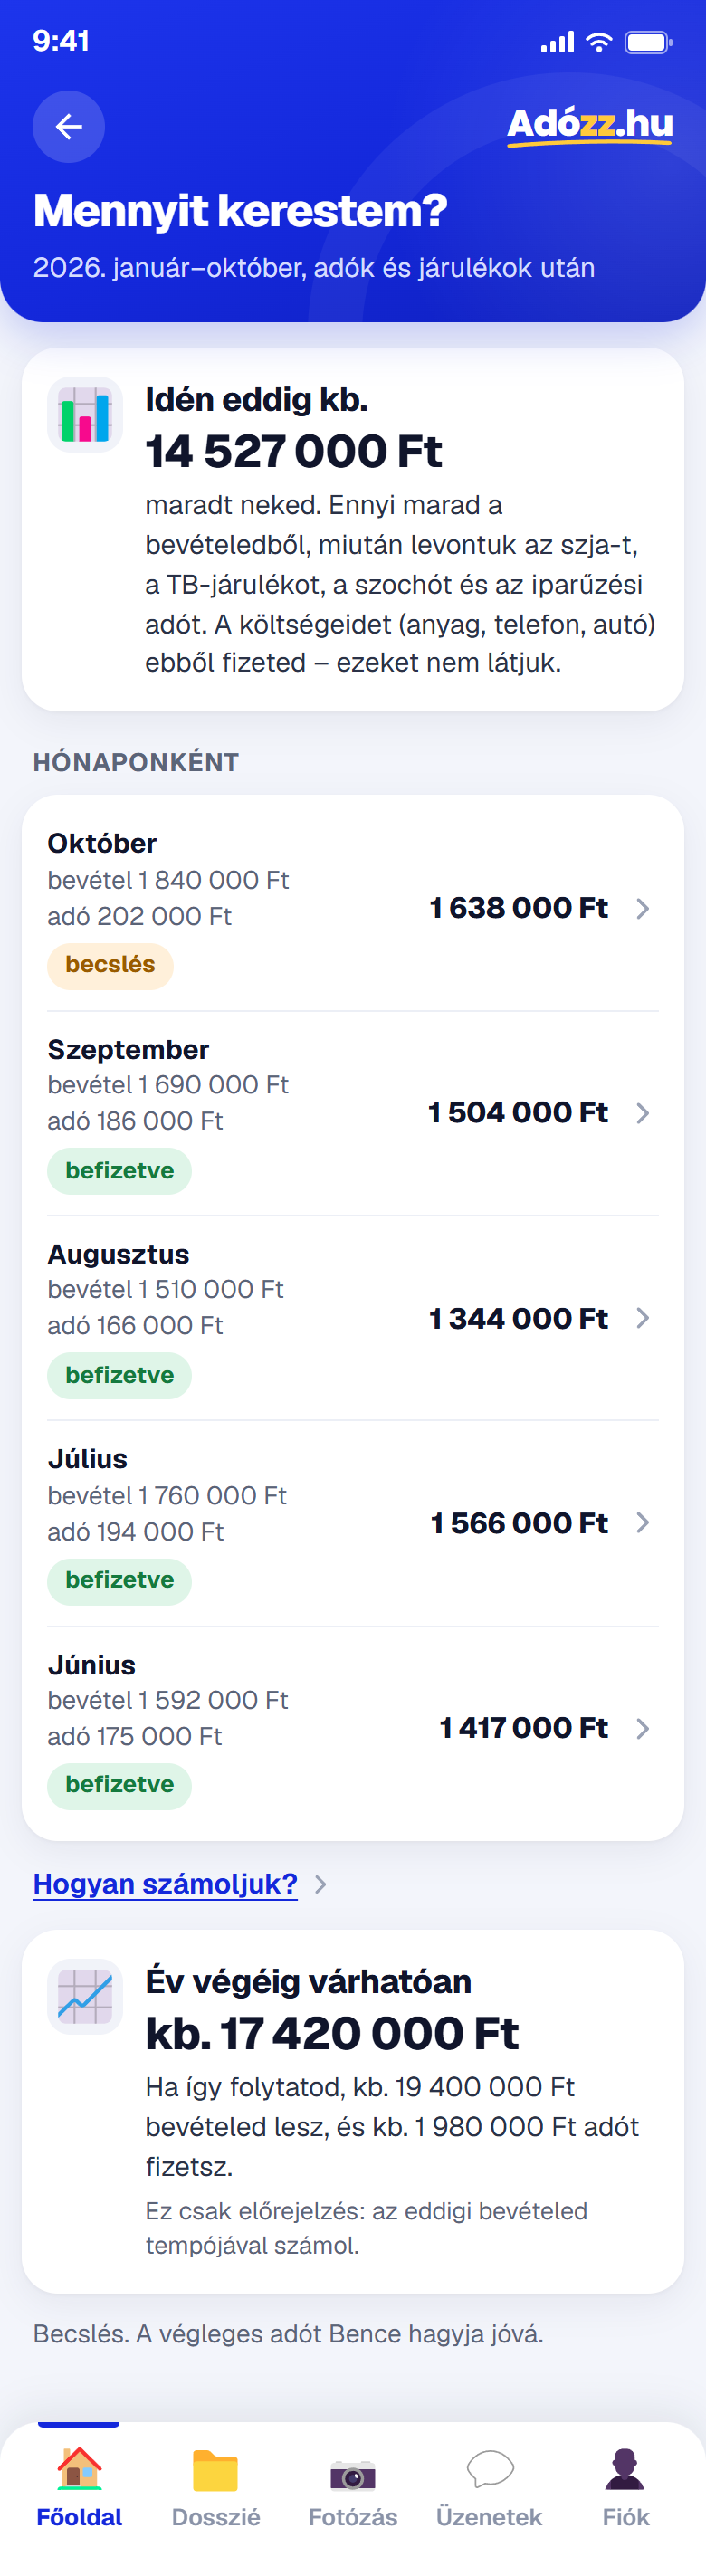 9:41
Adózz.hu
Mennyit kerestem?
2026. január–október, adók és járulékok után
Idén eddig kb.
14 527 000 Ft
maradt neked. Ennyi marad a
bevételedből, miután levontuk az szja-t,
a TB-járulékot, a szochót és az iparűzési
adót. A költségeidet (anyag, telefon, autó)
ebből fizeted – ezeket nem látjuk.
HÓNAPONKÉNT
Október
bevétel 1 840 000 Ft
adó 202 000 Ft
1 638 000 Ft
becslés
Szeptember
bevétel 1 690 000 Ft
adó 186 000 Ft
1 504 000 Ft
befizetve
Augusztus
bevétel 1 510 000 Ft
adó 166 000 Ft
1 344 000 Ft
befizetve
Július
bevétel 1 760 000 Ft
adó 194 000 Ft
1 566 000 Ft
befizetve
Június
bevétel 1 592 000 Ft
adó 175 000 Ft
1 417 000 Ft
befizetve
Hogyan számoljuk?
Év végéig várhatóan
kb. 17 420 000 Ft
Ha így folytatod, kb. 19 400 000 Ft
bevételed lesz, és kb. 1 980 000 Ft adót
fizetsz.
Ez csak előrejelzés: az eddigi bevételed
tempójával számol.
Becslés. A végleges adót Bence hagyja jóvá.
Főoldal
Dosszié
Fotózás
Üzenetek
Fiók